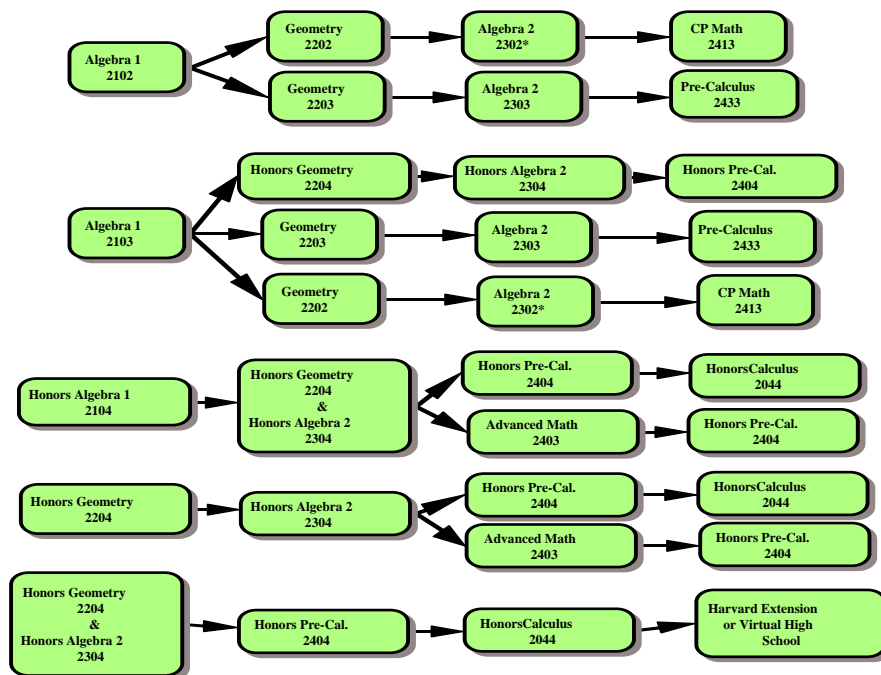 Algebra 1
2102
Geometry
2202
Algebra 2
2302*
CP Math
2413
Geometry
2203
Algebra 2
2303
Pre-Calculus
2433
Algebra 1
2103
Honors Geometry
2204
Honors Algebra 2
2304
Honors Pre-Cal.
2404
Geometry
2203
Algebra 2
2303
Pre-Calculus
2433
Geometry
2202
Algebra 2
2302*
CP Math
2413
Honors Algebra 1
2104
Honors Geometry
2204
&
Honors Algebra 2
2304
Honors Pre-Cal.
2404
HonorsCalculus
2044
Advanced Math
2403
Honors Pre-Cal.
2404
Honors Geometry
2204
Honors Algebra 2
2304
Honors Pre-Cal.
2404
HonorsCalculus
2044
Advanced Math
2403
Honors Pre-Cal.
2404
Honors Geometry
2204
&
Honors Algebra 2
2304
Honors Pre-Cal.
2404
HonorsCalculus
2044
Harvard Extension
or Virtual High
School